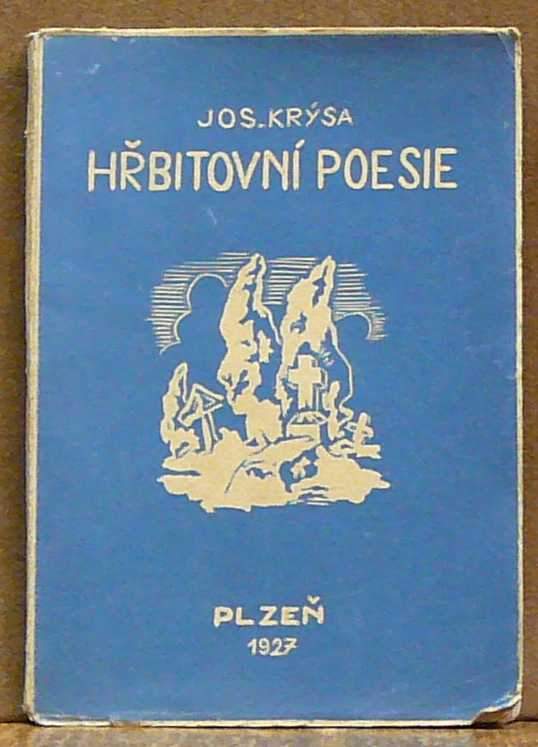 JOS. KRÝSA
HŘBITOVNÍ POESIE
PLZEŇ
1927